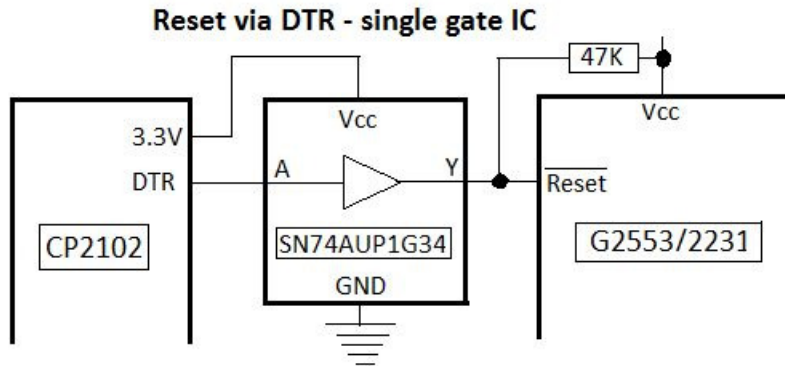 Reset via DTR - single gate IC
47K
Vcc
Vcc
3.3V
DTR
A
Y
Reset
CP2102
SN74AUP1G34
G2553/2231
GND